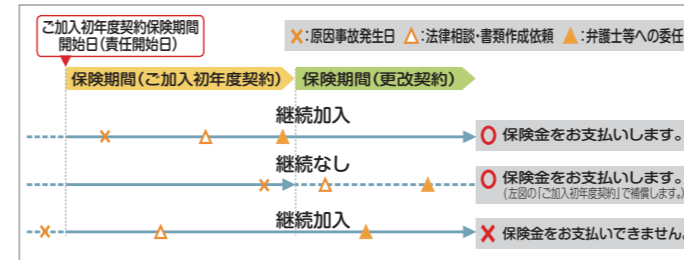 ご加入初年度契約保険期間
開始日(責任開始日)
×:原因事故発生日 △:法律相談・書類作成依頼 ▲:弁護士等への委任
保険期間(ご加入初年度契約) 保険期間(更改契約)
継続加入
○ 保険金をお支払いします。
継続なし
○ 保険金をお支払いします。
(左図の「ご加入初年度契約」で補償します。)
継続加入
× 保険金をお支払いできません。